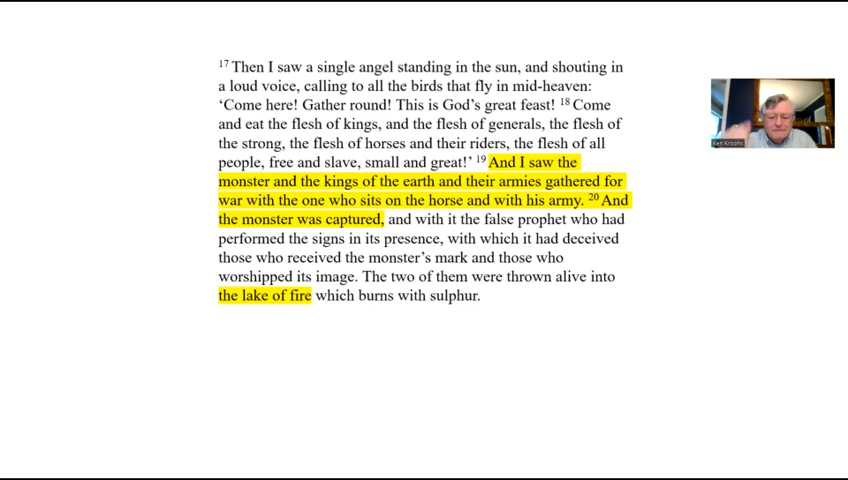 17 Then I saw a single angel standing in the sun, and shouting in
a loud voice, calling to all the birds that fly in mid-heaven:
‘Come here! Gather round! This is God’s great feast! 18 Come
and eat the flesh of kings, and the flesh of generals, the flesh of
the strong, the flesh of horses and their riders, the flesh of all
people, free and slave, small and great!’ 19 And I saw the
monster and the kings of the earth and their armies gathered for
war with the one who sits on the horse and with his army. 20 And
the monster was captured, and with it the false prophet who had
performed the signs in its presence, with which it had deceived
those who received the monster’s mark and those who
worshipped its image. The two of them were thrown alive into
the lake of fire which burns with sulphur.
Ken